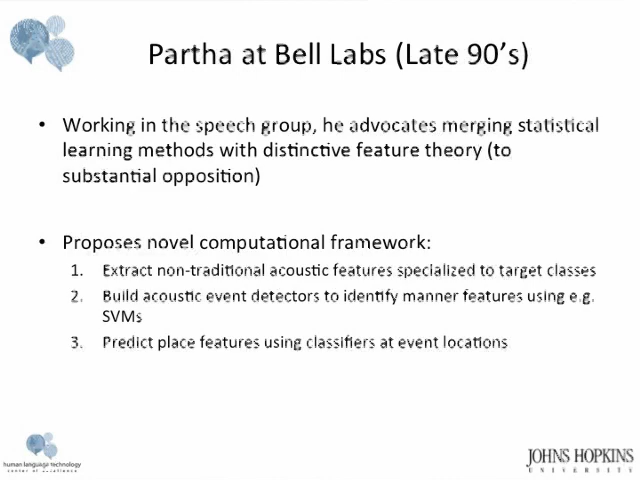 Partha at Bell Labs (Late 90's)
• Working in the speech group, he advocates merging statistical
learning methods with distinctive feature theory (to
substantial opposition)
• Proposes novel computational framework:
1. Extract non-traditional acoustic features specialized to target classes
2. Build acoustic event detectors to identify manner features using e.g.
SVMs
3. Predict place features using classifiers at event locations
human language technology
center of excellence
JOHNS HOPKINS
UNIVERSITY